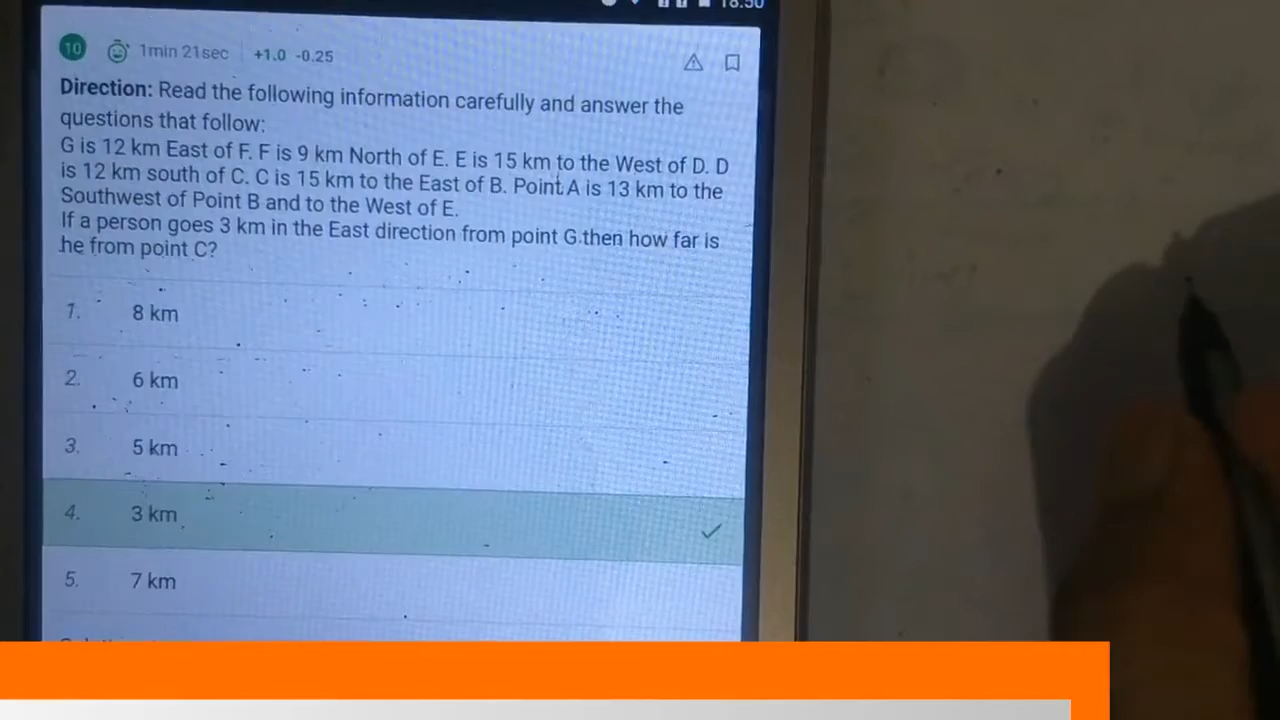 18:50
10 1min 21sec +1.0 -0.25
Direction: Read the following information carefully and answer the
questions that follow:
G is 12 km East of F. F is 9 km North of E. E is 15 km to the West of D. D
is 12 km south of C. C is 15 km to the East of B. Point A is 13 km to the
Southwest of Point B and to the West of E.
If a person goes 3 km in the East direction from point G then how far is
he from point C?
1. 8 km
2. 6 km
3. 5 km
4. 3 km
5. 7 km